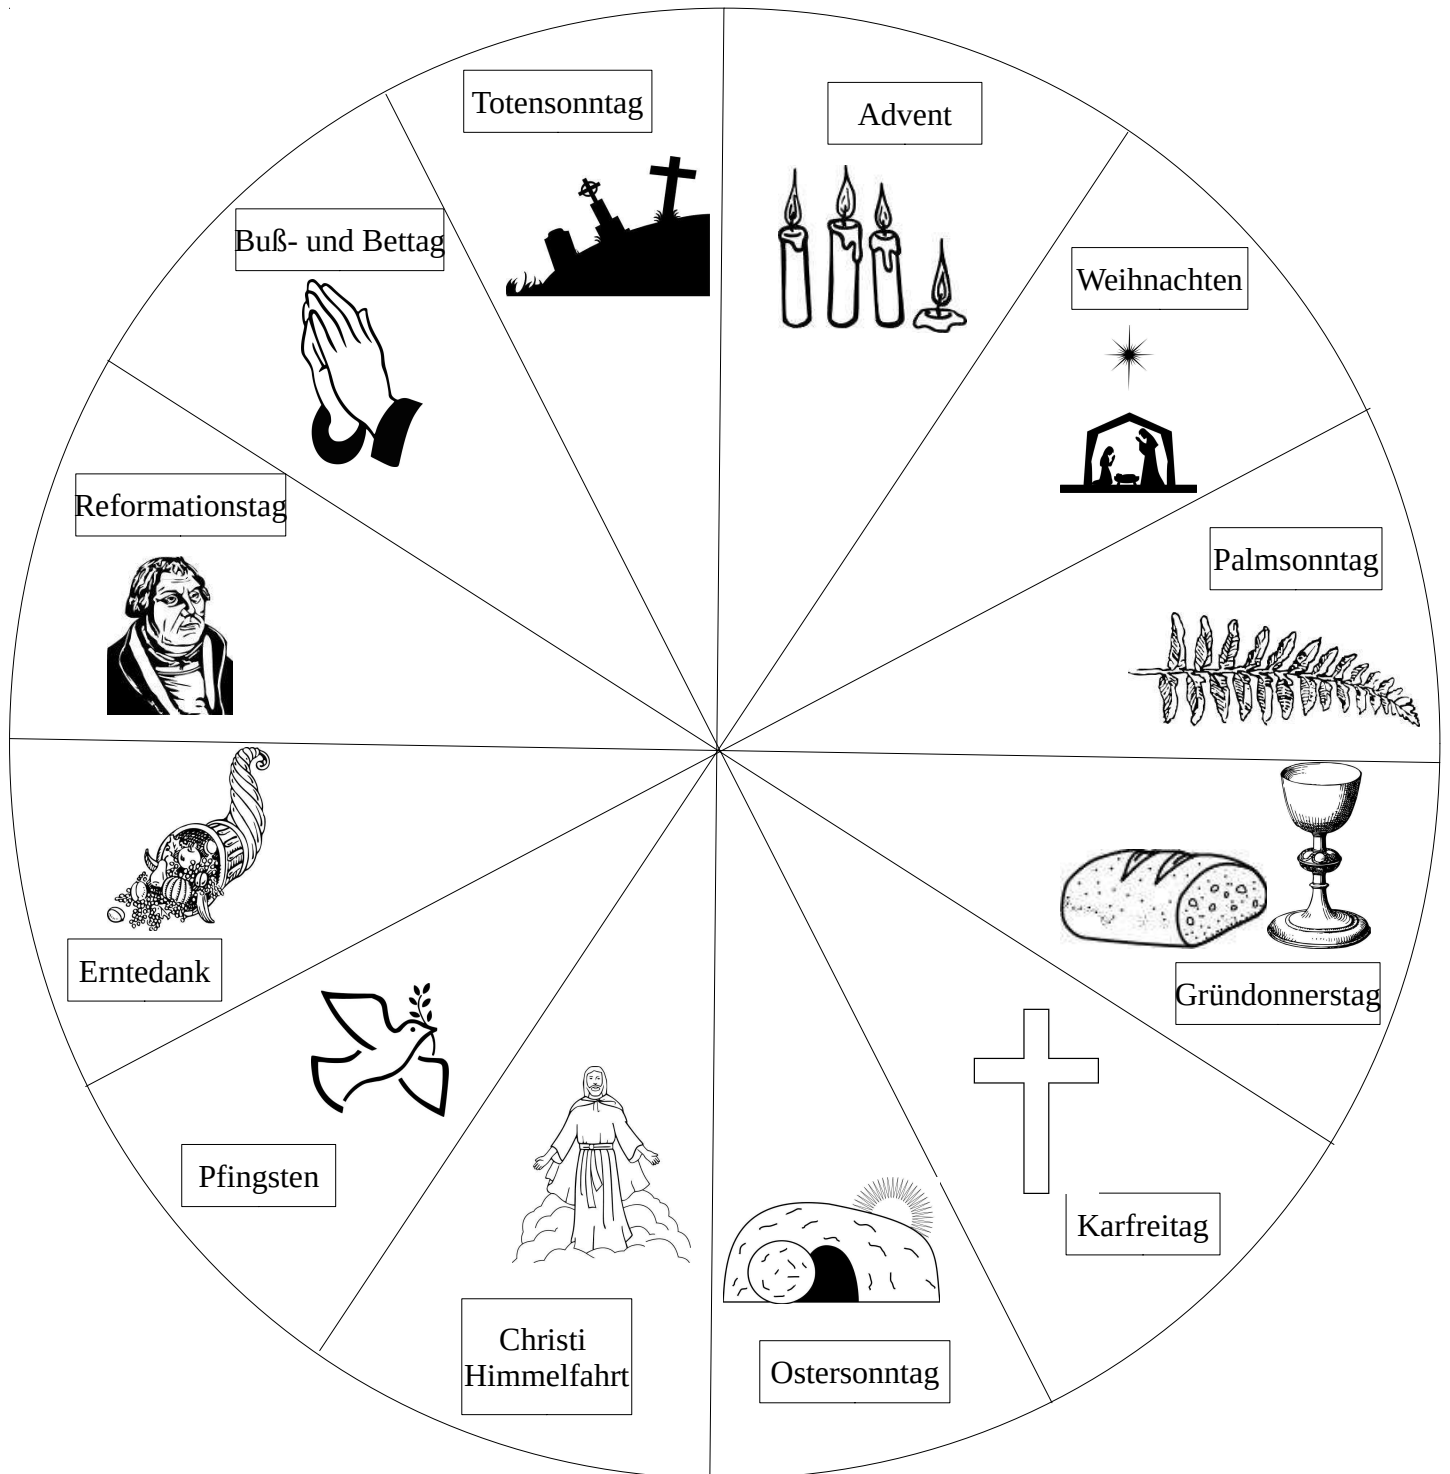 Totensonntag
Advent
Buß- und Bettag
Weihnachten
Reformationstag
Palmsonntag
Erntedank
Gründonnerstag
Pfingsten
Karfreitag
Christi
Himmelfahrt
Ostersonntag